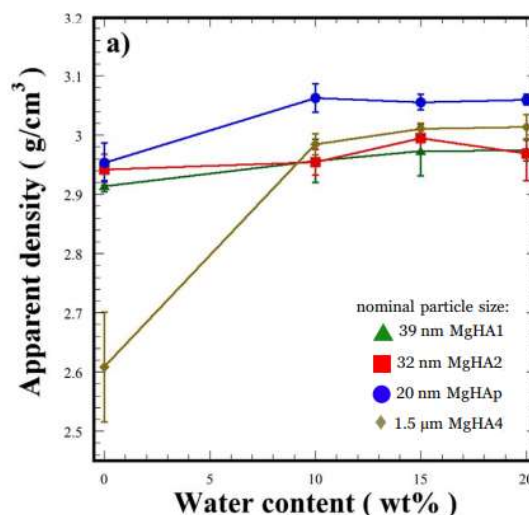 a)
3.2
3.1
3
2.9
2.8
2.7
2.6
2.5
Apparent density ( g/cm³ )
nominal particle size:
39 nm MgHA1
32 nm MgHA2
20 nm MgHAp
1.5 µm MgHA4
0 5 10 15 20
Water content ( wt% )